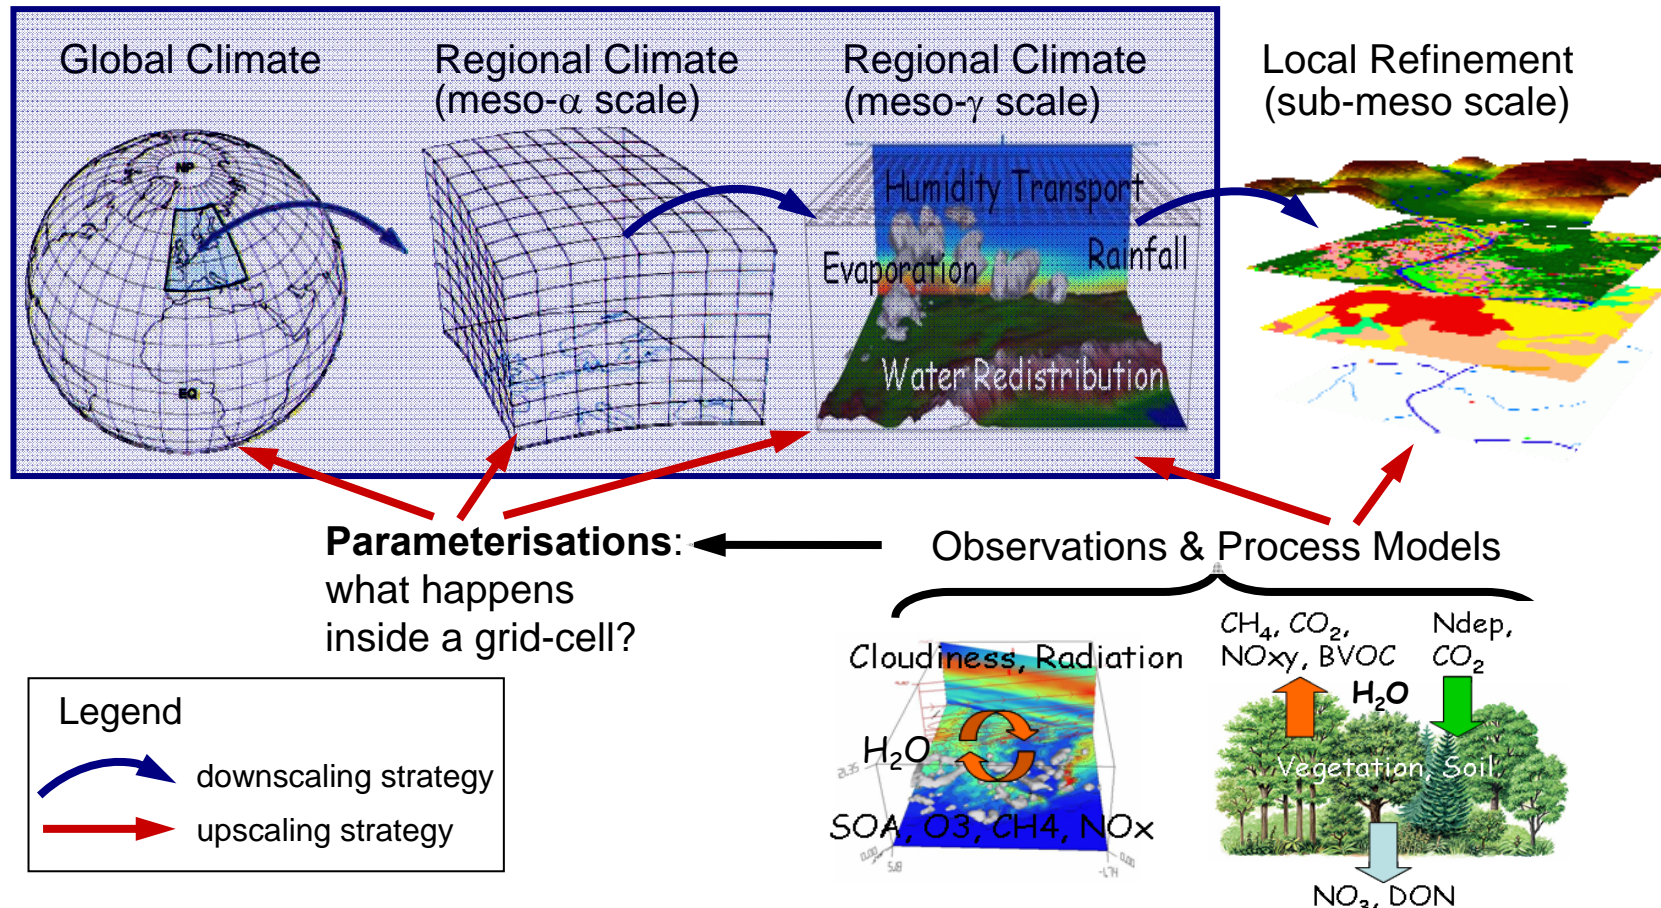 Global Climate
Regional Climate
(meso-α scale)
Regional Climate
(meso-γ scale)
Local Refinement
(sub-meso scale)
NP
EQ
Humidity Transport
Evaporation
Rainfall
Water Redistribution
Parameterisations:
what happens
inside a grid-cell?
Observations & Process Models
Cloudiness, Radiation
H₂O
SOA, O3, CH4, NOx
CH₄, CO₂,
NOxy, BVOC
Ndep,
CO₂
H₂O
Vegetation, Soil
NO₃, DON
Legend
downscaling strategy
upscaling strategy